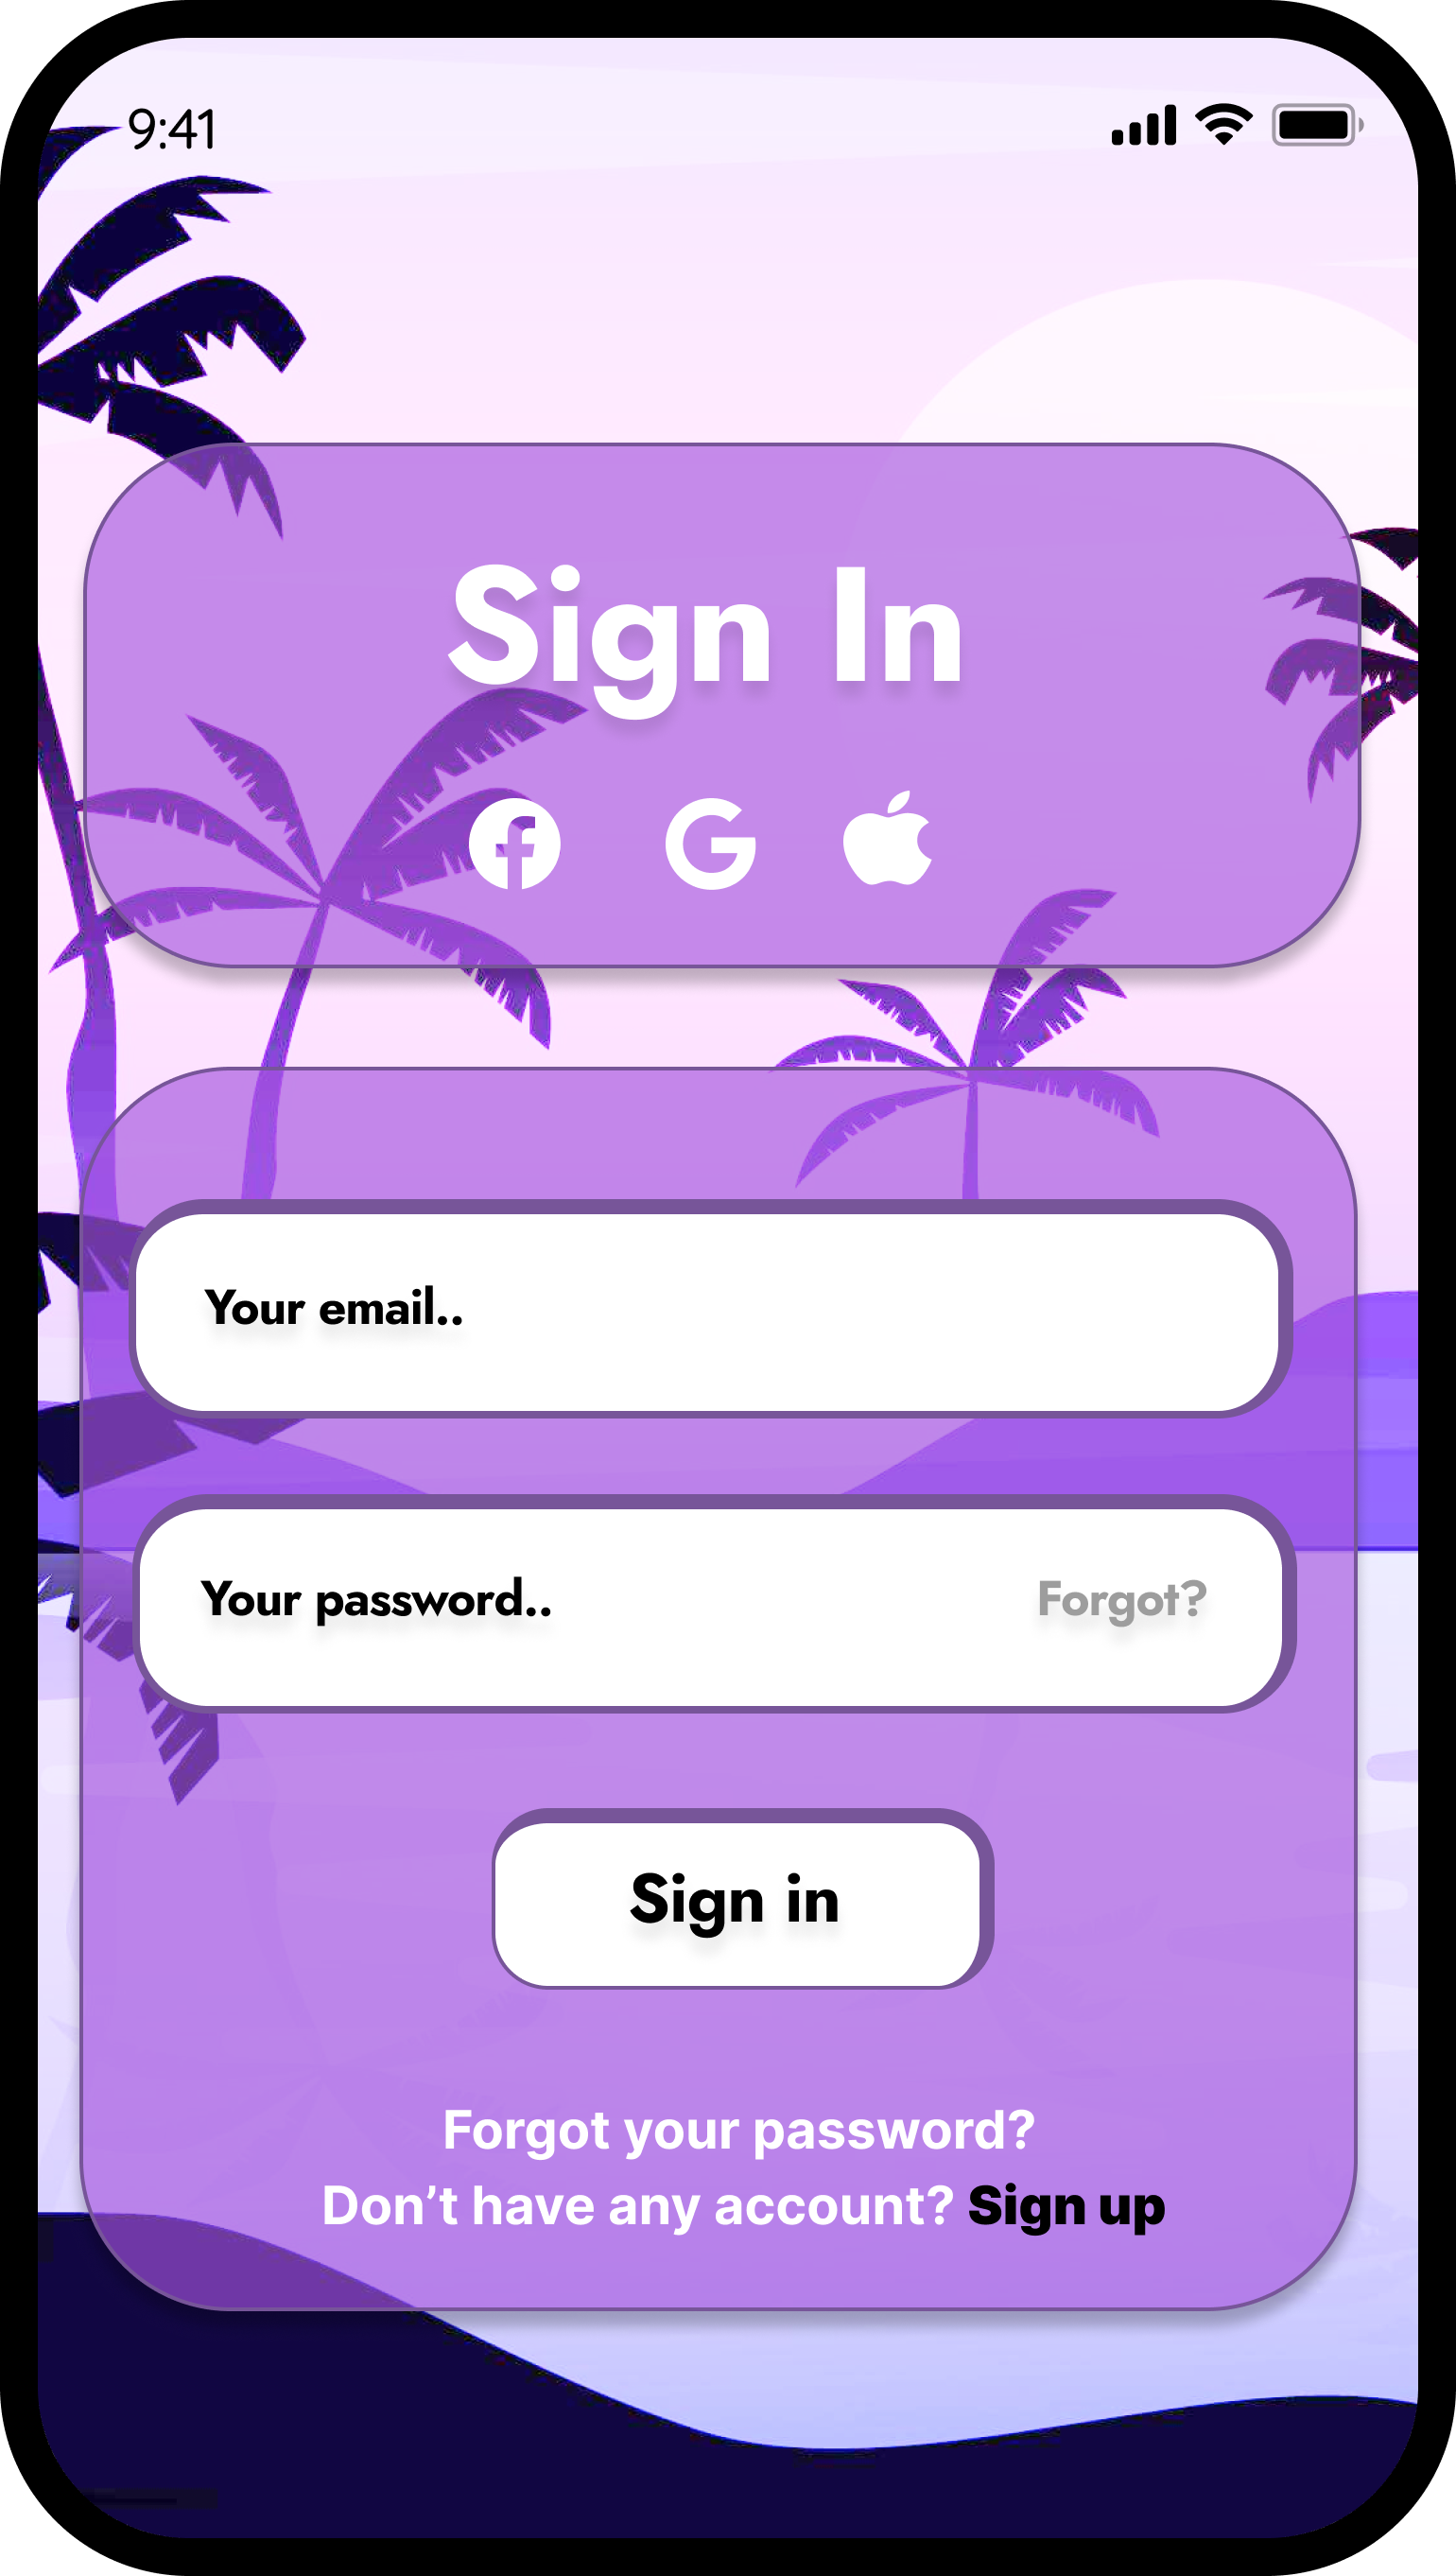 9:41
Sign In
Your email..
Your password.. Forgot?
Sign in
Forgot your password?
Don’t have any account? Sign up